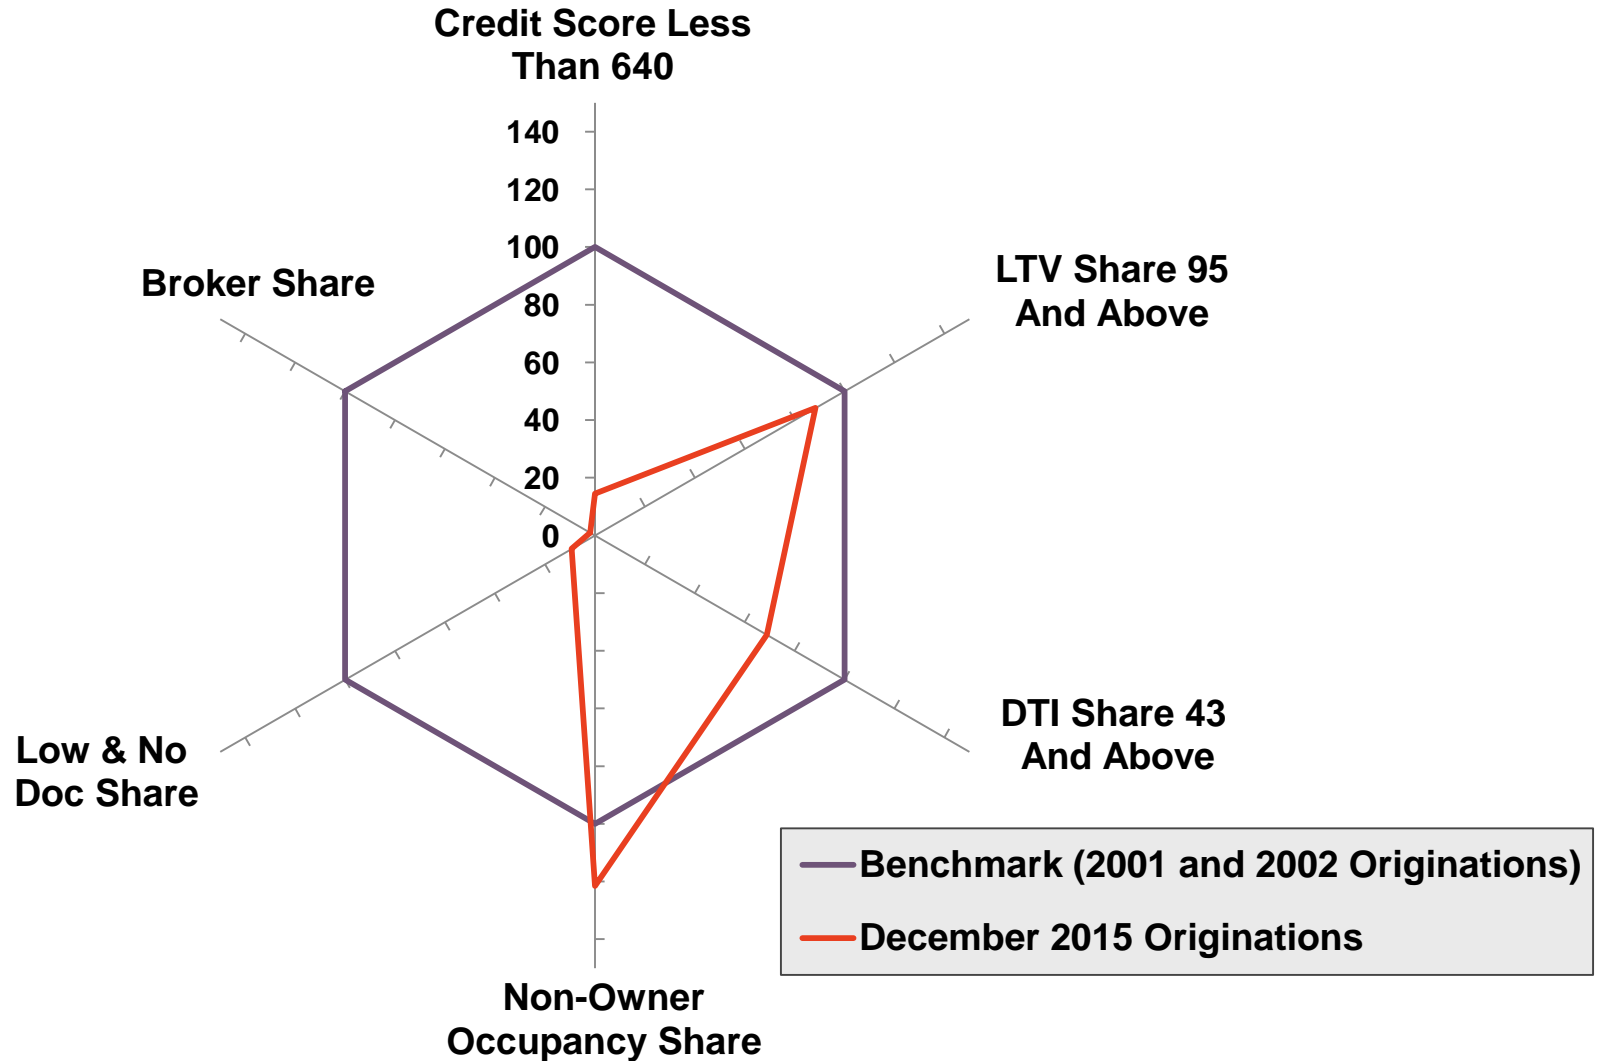 Credit Score Less
Than 640
140
120
100
80
60
40
20
0
Broker Share
LTV Share 95
And Above
DTI Share 43
And Above
Low & No
Doc Share
Non-Owner
Occupancy Share
Benchmark (2001 and 2002 Originations)
December 2015 Originations